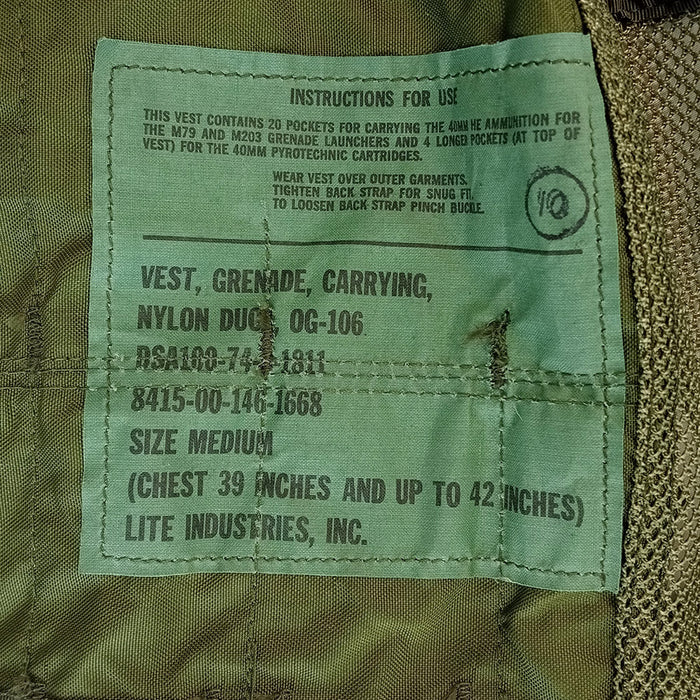 INSTRUCTIONS FOR USE
THIS VEST CONTAINS 20 POCKETS FOR CARRYING THE 40MM HE AMMUNITION FOR
THE M79 AND M203 GRENADE LAUNCHERS AND 4 LONGER POCKETS (AT TOP OF
VEST) FOR THE 40MM PYROTECHNIC CARTRIDGES.
WEAR VEST OVER OUTER GARMENTS.
TIGHTEN BACK STRAP FOR SNUG FIT.
TO LOOSEN BACK STRAP PINCH BUCKLE.
VEST, GRENADE, CARRYING,
NYLON DUCK, OG-106
8415-00-146-1668
SIZE MEDIUM
(CHEST 39 INCHES AND UP TO 42 INCHES)
LITE INDUSTRIES, INC.